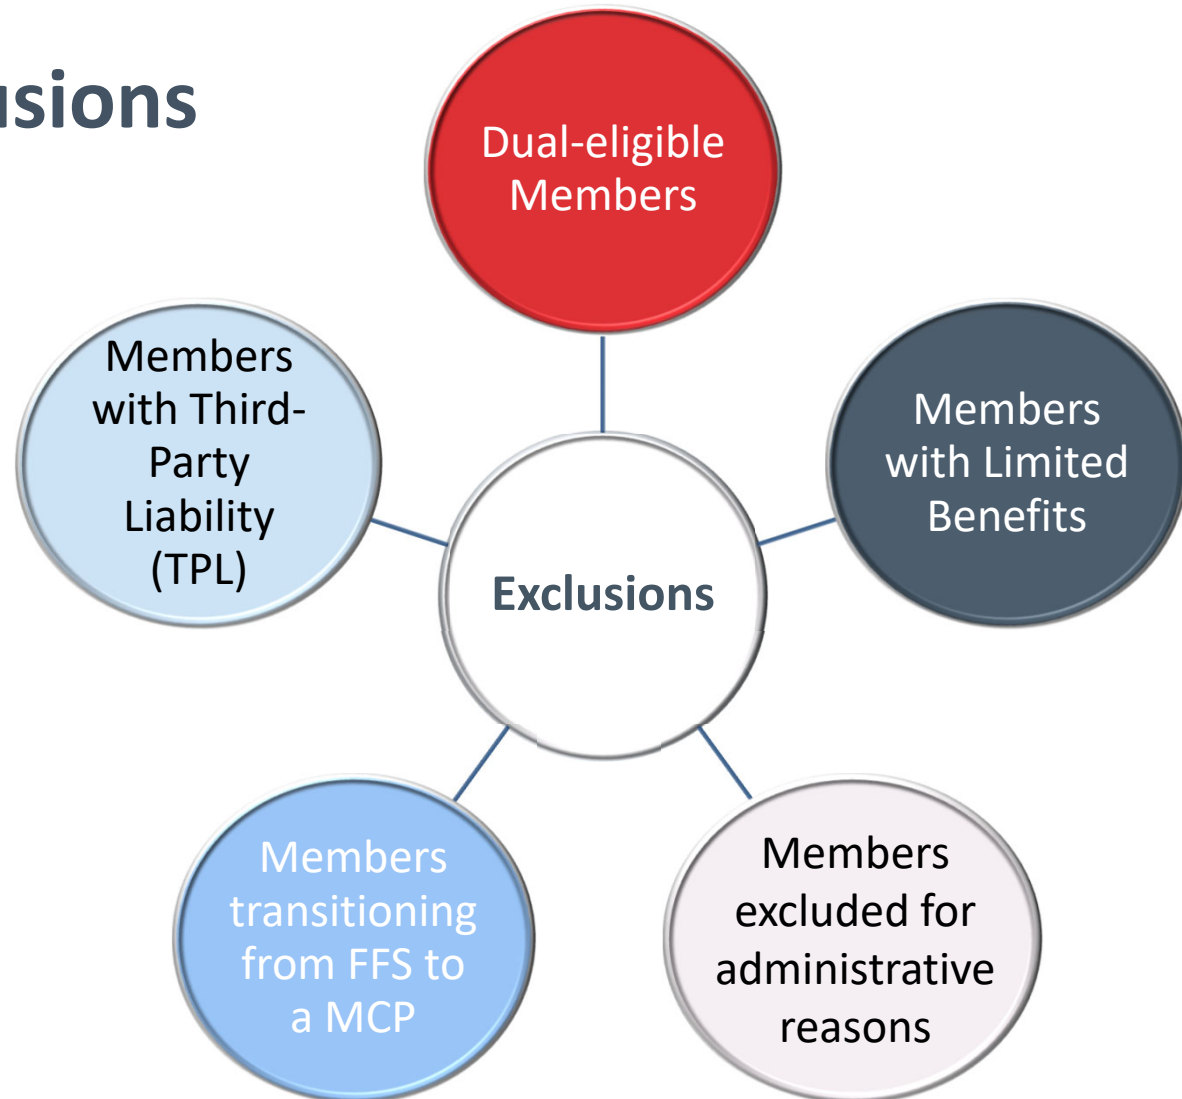 usions
Dual-eligible
Members
Members
with Third-
Party
Liability
(TPL)
Members
with Limited
Benefits
Exclusions
Members
transitioning
from FFS to
a MCP
Members
excluded for
administrative
reasons